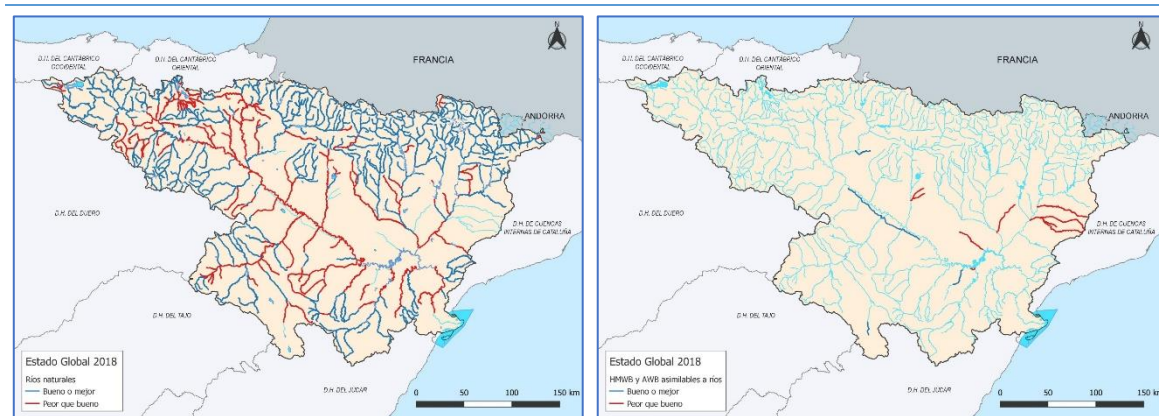 N
D.H. DEL CANTÁBRICO
OCCIDENTAL
D.H. DEL CANTÁBRICO
ORIENTAL
FRANCIA
ANDORRA
D.H. DEL DUERO
D.H. DE CUENCAS
INTERNAS DE CATALUÑA
D.H. DEL TAJO
D.H. DEL JÚCAR
Estado Global 2018
Ríos naturales
Bueno o mejor
Peor que bueno
0 50 100 150 km
N
D.H. DEL CANTÁBRICO
OCCIDENTAL
D.H. DEL CANTÁBRICO
ORIENTAL
FRANCIA
ANDORRA
D.H. DEL DUERO
D.H. DE CUENCAS
INTERNAS DE CATALUÑA
D.H. DEL TAJO
D.H. DEL JÚCAR
Estado Global 2018
HMWB y AWB asimilables a ríos
Bueno o mejor
Peor que bueno
0 50 100 150 km